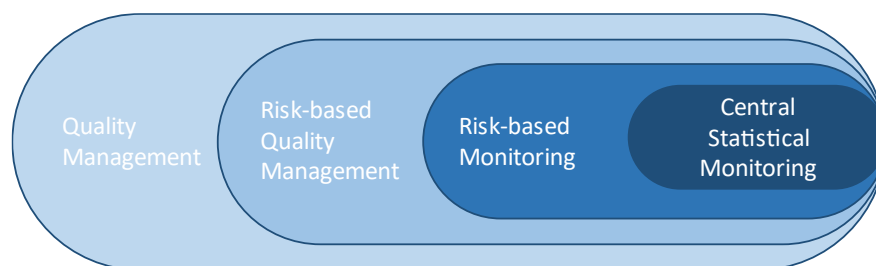 Quality
Management
Risk-based
Quality
Management
Risk-based
Monitoring
Central
Statistical
Monitoring